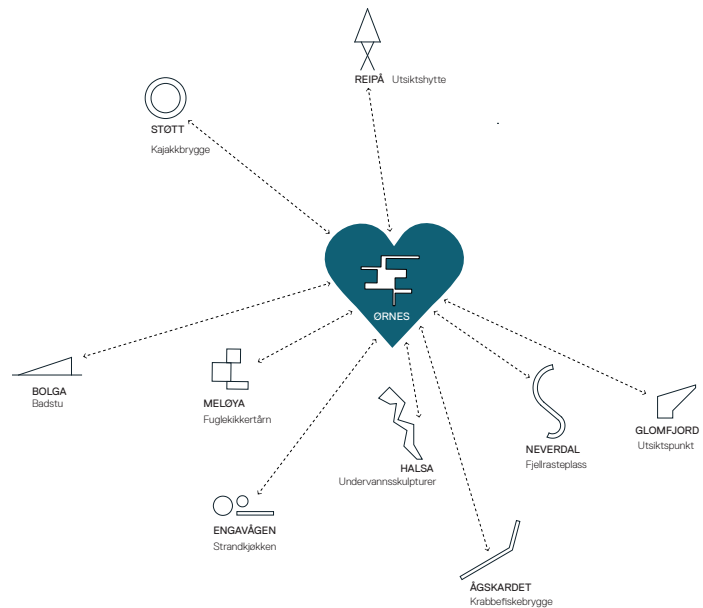 REIPÅ Utsiktshytte
STØTT
Kajakkbrygge
ØRNES
BOLGA
Badstu
MELØYA
Fuglekikkertårn
HALSA
Undervannsskulpturer
NEVERDAL
Fjellrasteplass
GLOMFJORD
Utsiktspunkt
ENGAVÅGEN
Strandkjøkken
ÅGSKARDET
Krabbefiskebrygge